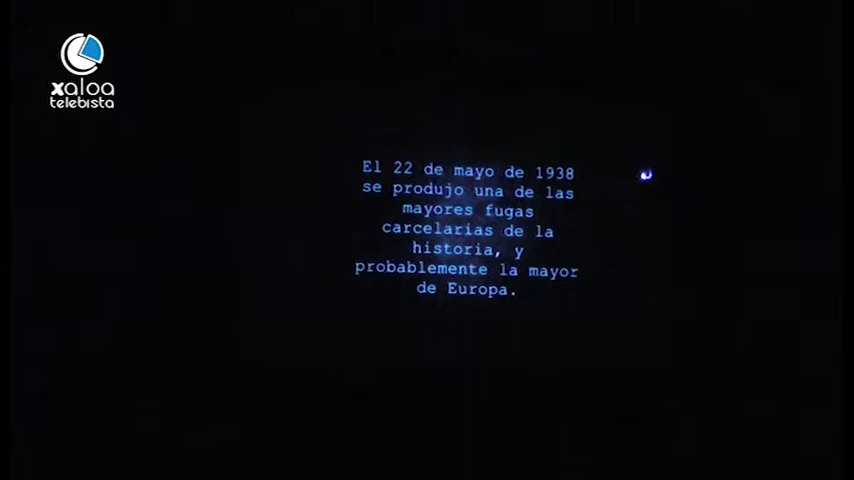 xaloa
telebista
El 22 de mayo de 1938
se produjo una de las
mayores fugas
carcelarias de la
historia, y
probablemente la mayor
de Europa.